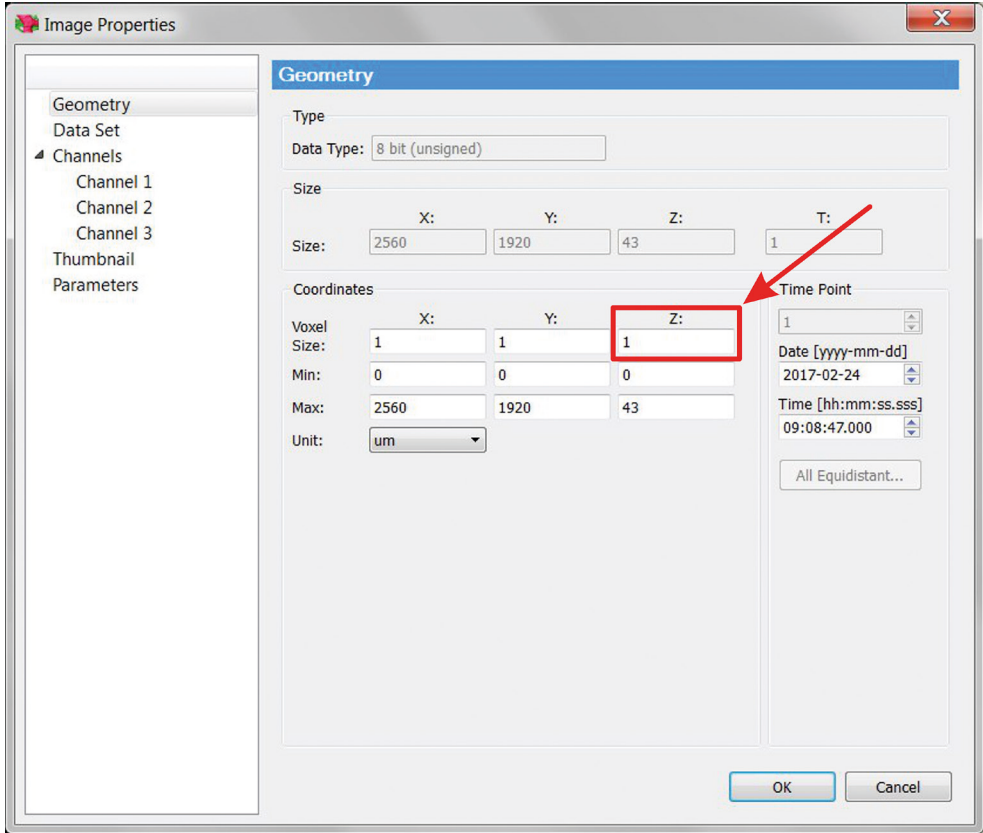 Image Properties
X
Geometry
Data Set
Channels
Channel 1
Channel 2
Channel 3
Thumbnail
Parameters
Geometry
Type
Data Type: 8 bit (unsigned)
Size
X: Y: Z: T:
Size: 2560 1920 43 1
Coordinates
X: Y: Z:
Voxel
Size: 1 1 1
Min: 0 0 0
Max: 2560 1920 43
Unit: um
Time Point
1
Date [yyyy-mm-dd]
2017-02-24
Time [hh:mm:ss.sss]
09:08:47.000
All Equidistant...
OK Cancel